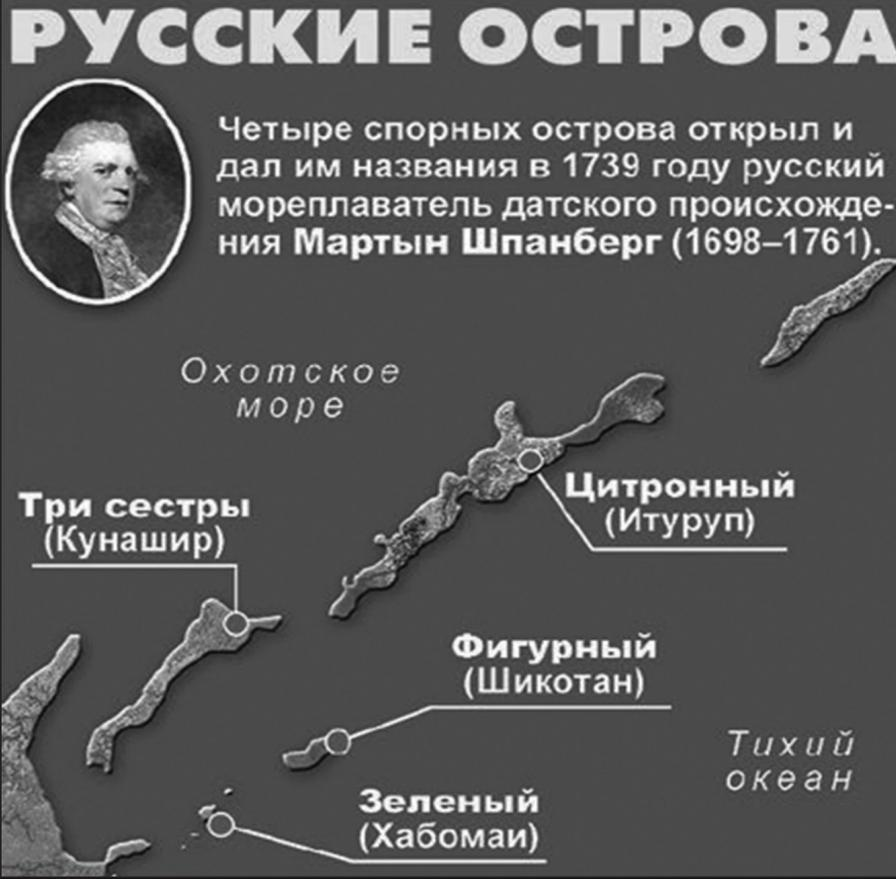 РУССКИЕ ОСТРОВА
Четыре спорных острова открыл и
дал им названия в 1739 году русский
мореплаватель датского происхожде-
ния Мартын Шпанберг (1698–1761).
Охотское
море
Цитронный
(Итуруп)
Три сестры
(Кунашир)
Фигурный
(Шикотан)
Тихий
океан
Зеленый
(Хабомаи)